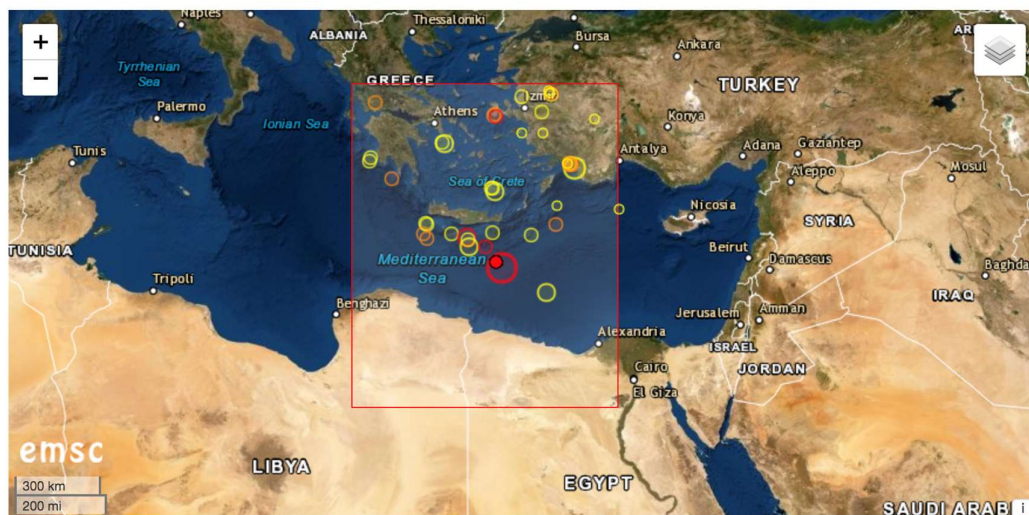 Naples
Thessaloniki
ALBANIA
Bursa
Ankara
+
−
Tyrrhenian
Sea
GREECE
TURKEY
Palermo
Ionian Sea
Athens
Izmir
Konya
Adana
Gaziantep
Tunis
Antalya
Aleppo
Mosul
Sea of Crete
Nicosia
SYRIA
TUNISIA
Mediterranean
Sea
Beirut
Damascus
Baghda
Tripoli
Benghazi
IRAQ
Jerusalem
Amman
Alexandria
ISRAEL
JORDAN
Cairo
El Giza
emsc
LIBYA
EGYPT
300 km
200 mi
SAUDI ARAB
i